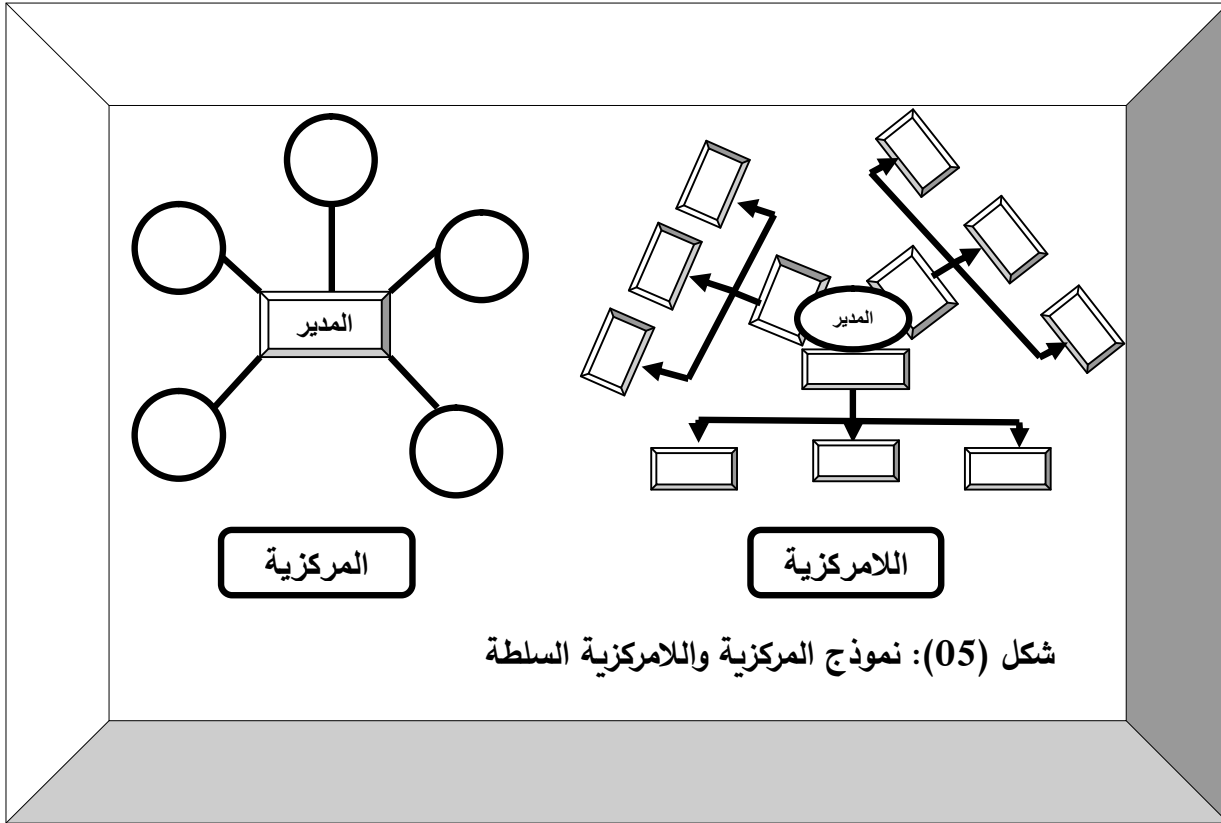 المدير
المدير
المركزية
اللامركزية
شكل (05): نموذج المركزية واللامركزية السلطة